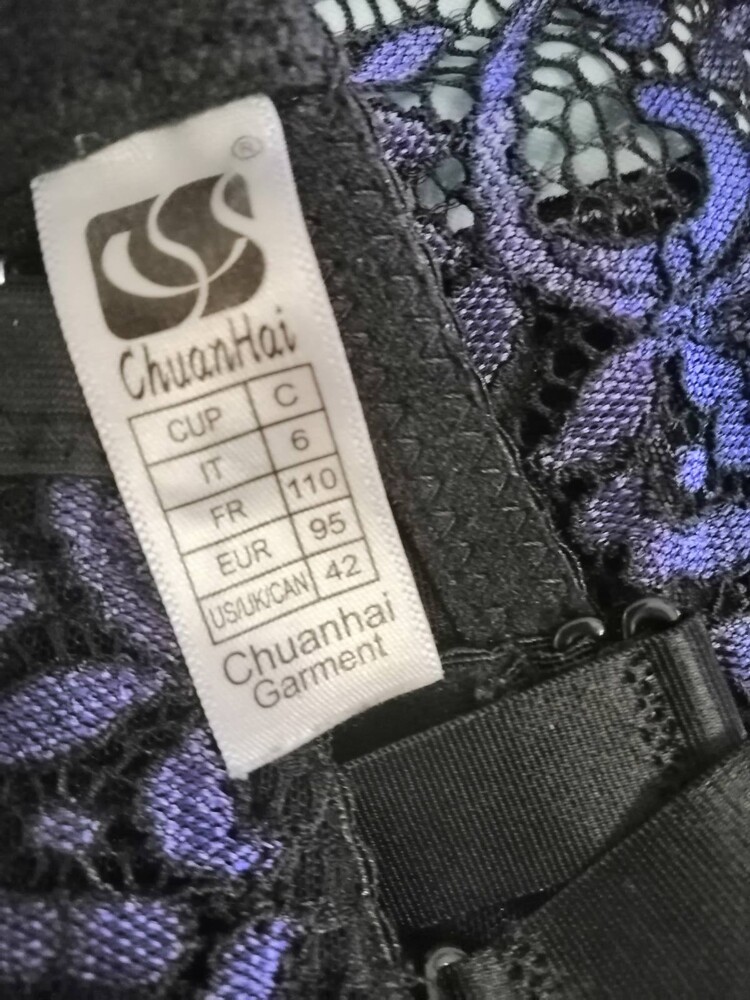 ®
ChuanHai
CUP C
IT 6
FR 110
EUR 95
US/UK/CAN 42
Chuanhai
Garment